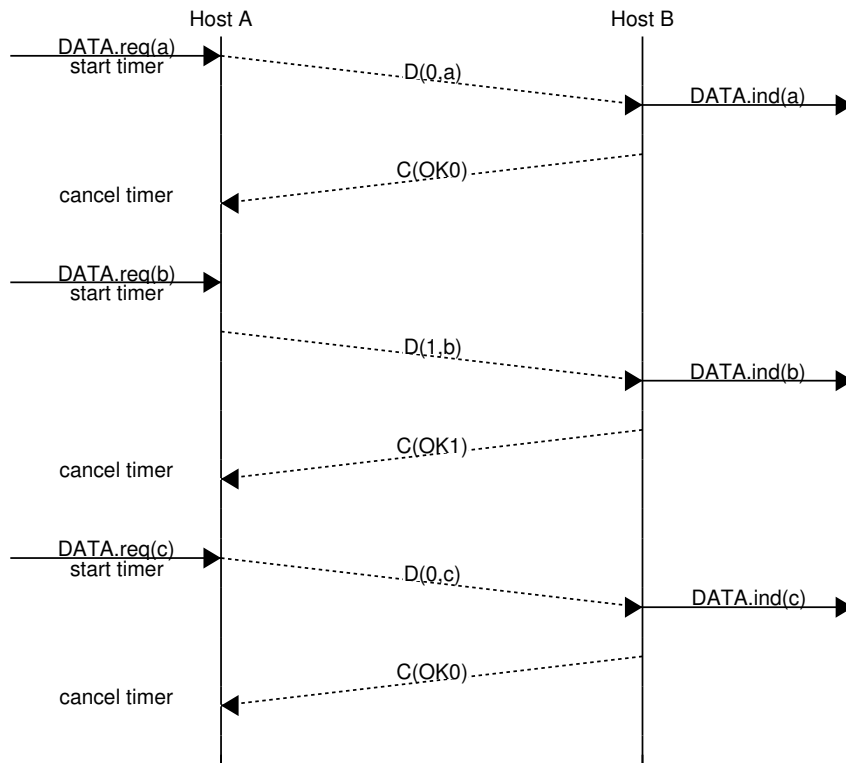 Host A
Host B
DATA.req(a)
start timer
D(0,a)
DATA.ind(a)
C(OK0)
cancel timer
DATA.req(b)
start timer
D(1,b)
DATA.ind(b)
C(OK1)
cancel timer
DATA.req(c)
start timer
D(0,c)
DATA.ind(c)
C(OK0)
cancel timer